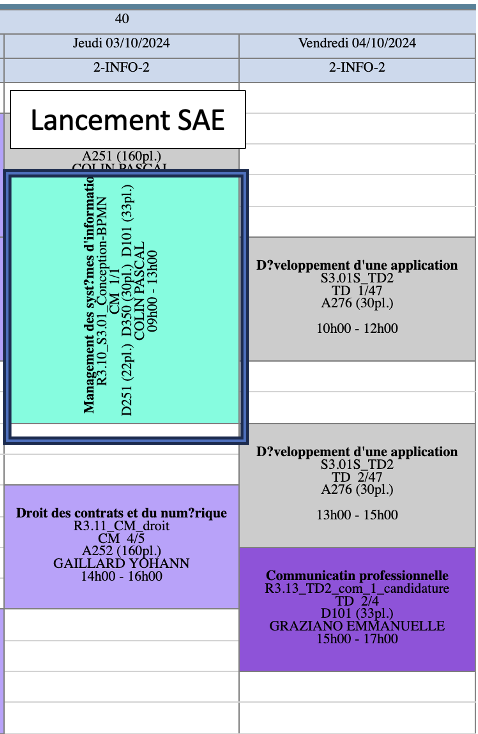 40
Jeudi 03/10/2024
Vendredi 04/10/2024
2-INFO-2
2-INFO-2
Lancement SAE
A251 (160pl.)
COLIN PASCAL
Management des syst?mes d'informatio
R3.10_S3.01_Conception-BPMN
CM 1/1
D251 (22pl.) D350 (30pl.) D101 (33pl.)
COLIN PASCAL
09h00 - 13h00
Droit des contrats et du num?rique
R3.11_CM_droit
CM 4/5
A252 (160pl.)
GAILLARD YOHANN
14h00 - 16h00
D?veloppement d'une application
S3.01S_TD2
TD 1/47
A276 (30pl.)
10h00 - 12h00
D?veloppement d'une application
S3.01S_TD2
TD 2/47
A276 (30pl.)
13h00 - 15h00
Communicatin professionnelle
R3.13_TD2_com_1_candidature
TD 2/4
D101 (33pl.)
GRAZIANO EMMANUELLE
15h00 - 17h00